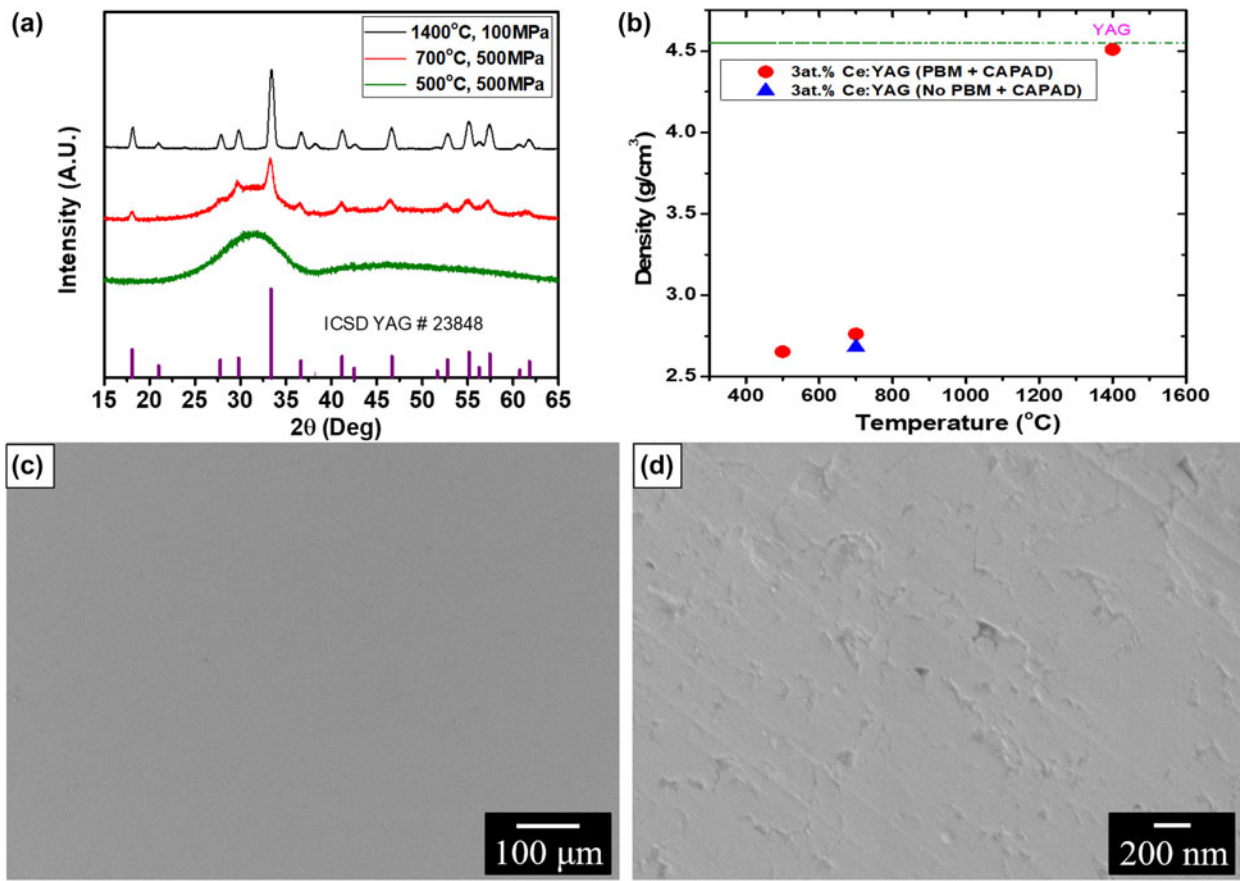 (a)
1400°C, 100MPa
700°C, 500MPa
500°C, 500MPa
Intensity (A.U.)
ICSD YAG # 23848
15 20 25 30 35 40 45 50 55 60 65
2θ (Deg)
(b)
YAG
3at.% Ce:YAG (PBM + CAPAD)
3at.% Ce:YAG (No PBM + CAPAD)
Density (g/cm³)
4.5
4.0
3.5
3.0
2.5
400 600 800 1000 1200 1400 1600
Temperature (°C)
(c)
100 μm
(d)
200 nm